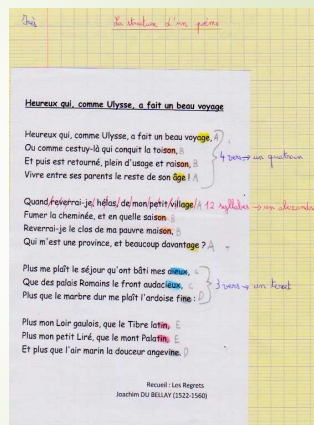 La structure d'un poème
Heureux qui, comme Ulysse, a fait un beau voyage
Heureux qui, comme Ulysse, a fait un beau voyage, A
Ou comme cestuy-là qui conquit la toison, B
Et puis est retourné, plein d'usage et raison, B
Vivre entre ses parents le reste de son âge ! A
4 vers → un quatrain
Quand/reverrai-je/, hélas/, de mon/petit/village/ A 12 syllabes → un alexandrin
Fumer la cheminée, et en quelle saison B
Reverrai-je le clos de ma pauvre maison, B
Qui m'est une province, et beaucoup davantage ? A
Plus me plaît le séjour qu'ont bâti mes aïeux, C
Que des palais Romains le front audacieux, C
Plus que le marbre dur me plaît l'ardoise fine : D
3 vers → un tercet
Plus mon Loir gaulois, que le Tibre latin, E
Plus mon petit Liré, que le mont Palatin, E
Et plus que l'air marin la douceur angevine. D
Recueil : Les Regrets
Joachim DU BELLAY (1522-1560)